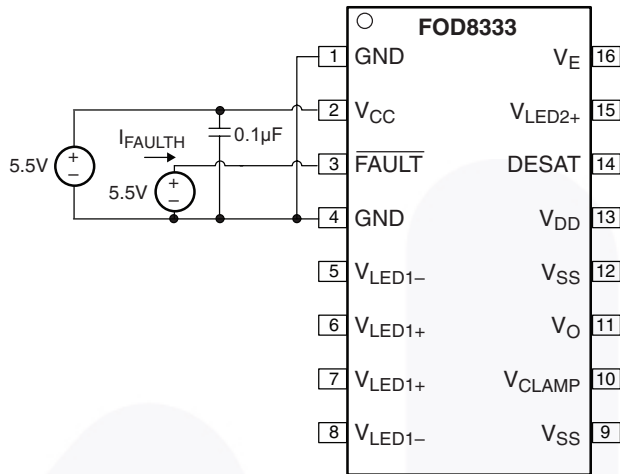 FOD8333
1 GND VE 16
2 VCC VLED2+ 15
0.1µF
IFAULTH
5.5V
+
–
3 FAULT DESAT 14
5.5V
+
–
4 GND VDD 13
5 VLED1– VSS 12
6 VLED1+ VO 11
7 VLED1+ VCLAMP 10
8 VLED1– VSS 9